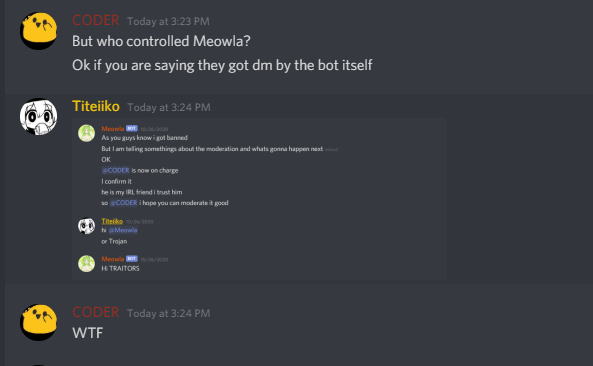 CODER Today at 3:23 PM
But who controlled Meowla?
Ok if you are saying they got dm by the bot itself
Titeiiko Today at 3:24 PM
Meowla BOT 10/26/2020
As you guys know i got banned
But I am telling somethings about the moderation and whats gonna happen next
OK
@CODER is now on charge
I confirm it
he is my IRL friend i trust him
so @CODER i hope you can moderate it good
Titeiiko
hi @Meowla
or Trojan
Meowla BOT
Hi TRAITORS
CODER Today at 3:24 PM
WTF